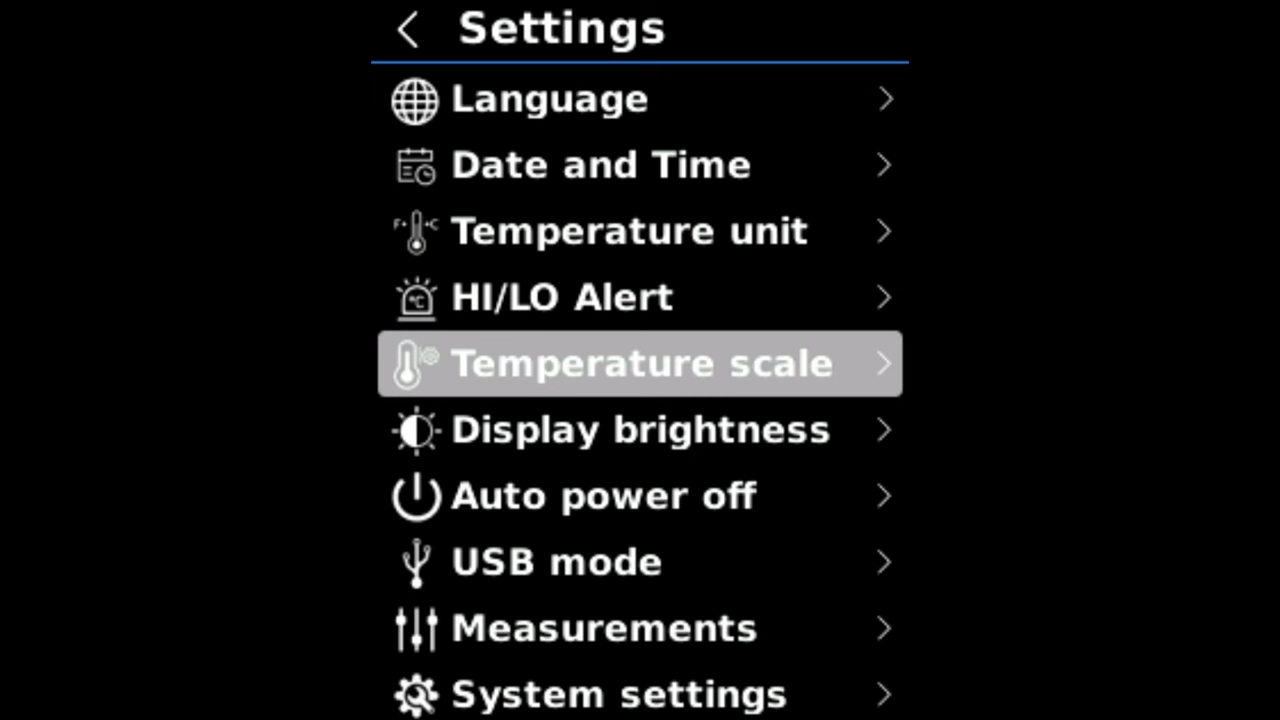 Settings
Language
Date and Time
Temperature unit
HI/LO Alert
Temperature scale
Display brightness
Auto power off
USB mode
Measurements
System settings